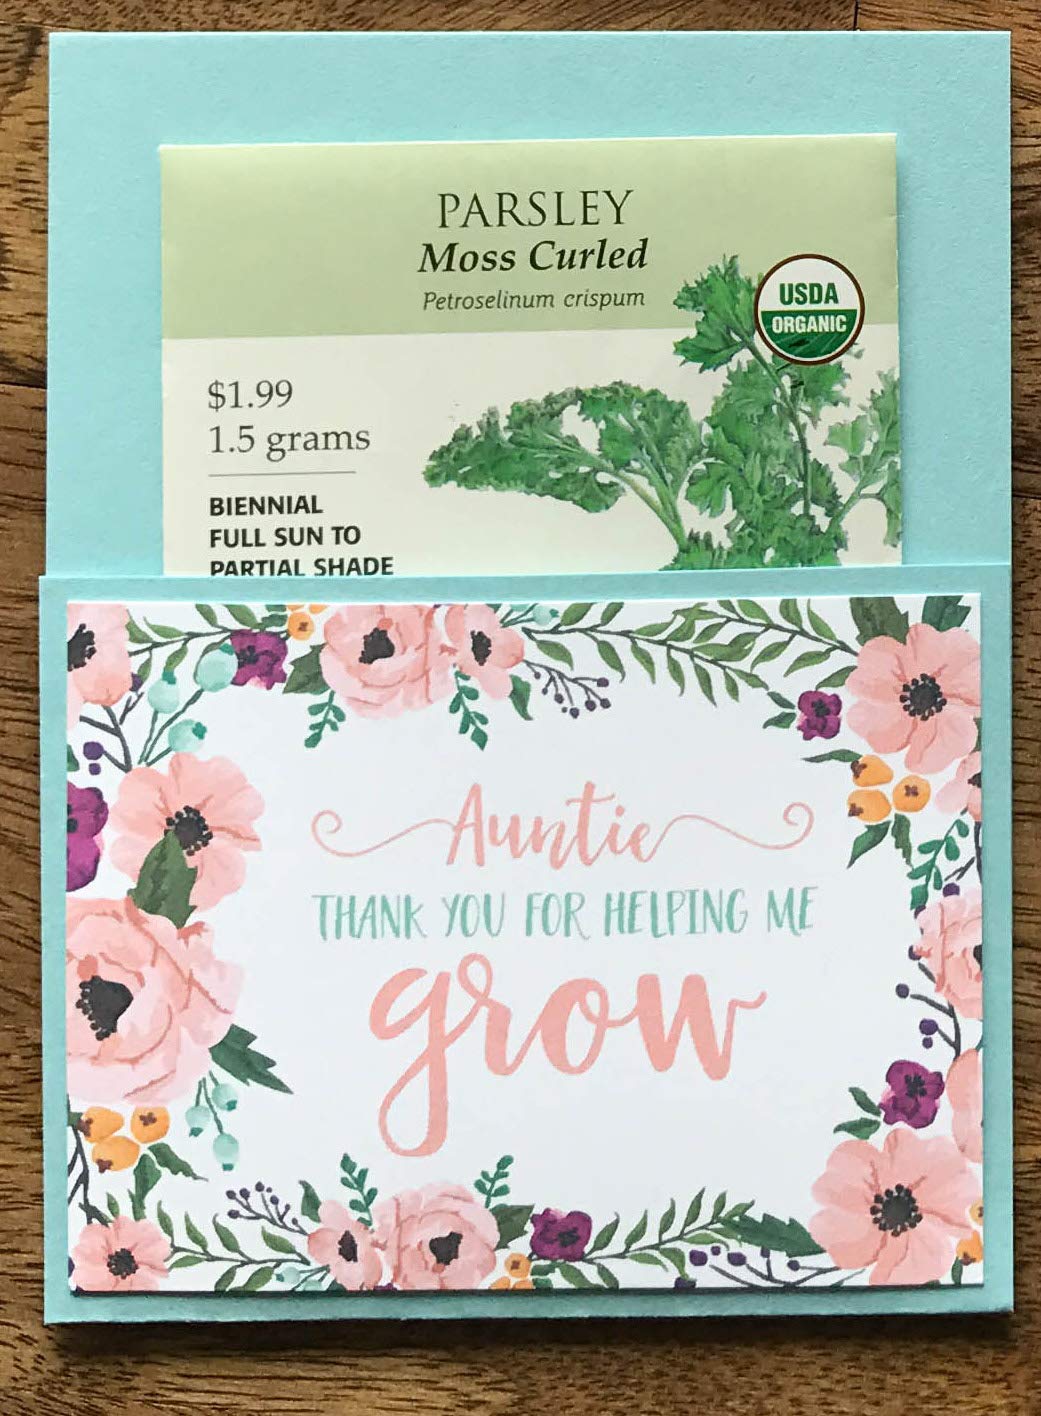 PARSLEY
Moss Curled
Petroselinum crispum
USDA
ORGANIC
$1.99
1.5 grams
BIENNIAL
FULL SUN TO
PARTIAL SHADE
Auntie
THANK YOU FOR HELPING ME
grow